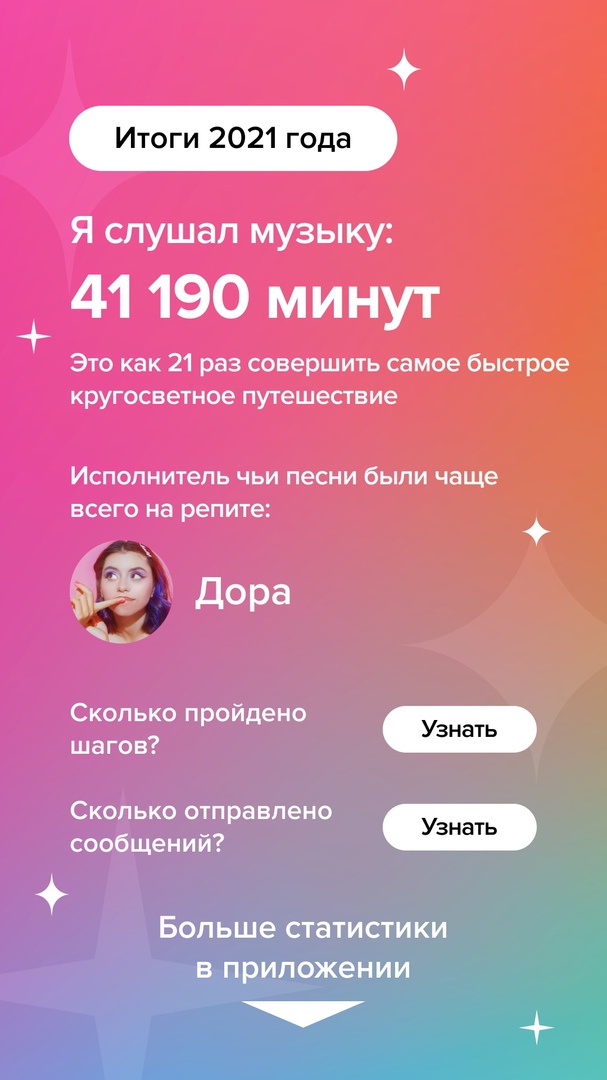 Итоги 2021 года
Я слушал музыку:
41 190 минут
Это как 21 раз совершить самое быстрое
кругосветное путешествие
Исполнитель чьи песни были чаще
всего на репите:
Дора
Сколько пройдено
шагов?
Узнать
Сколько отправлено
сообщений?
Узнать
Больше статистики
в приложении